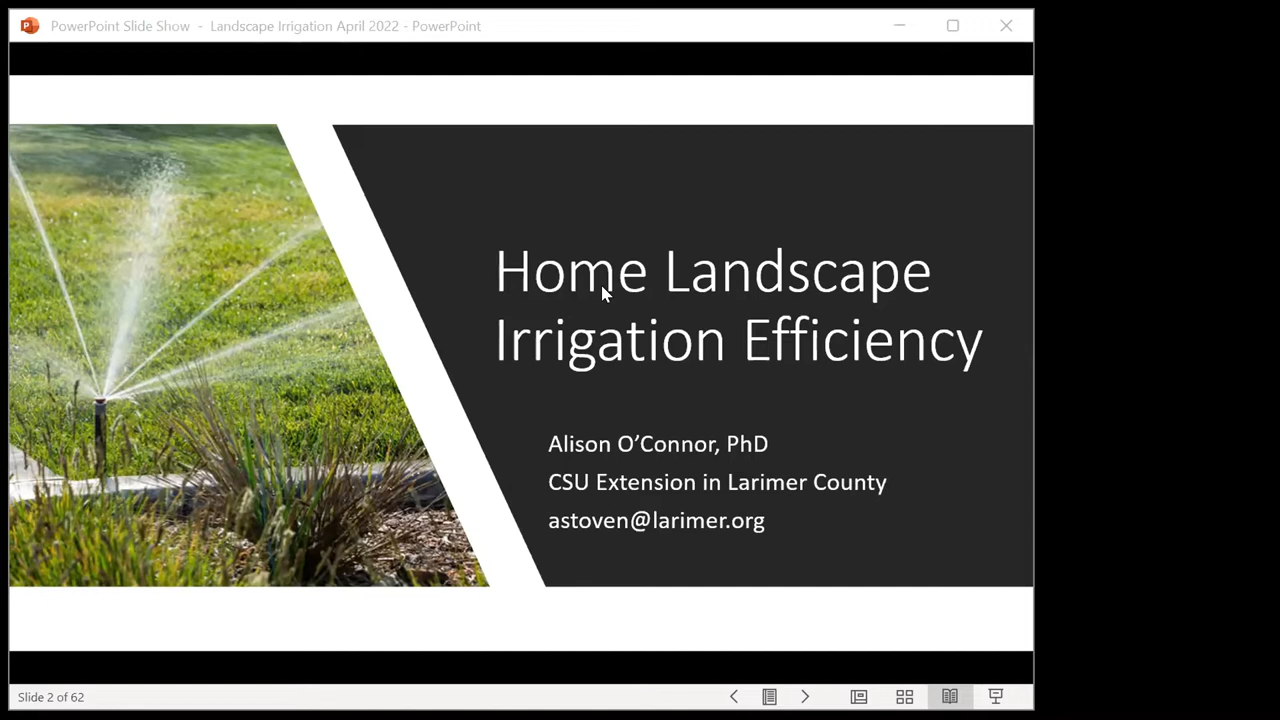 PowerPoint Slide Show - Landscape Irrigation April 2022 - PowerPoint
Home Landscape
Irrigation Efficiency
Alison O’Connor, PhD
CSU Extension in Larimer County
astoven@larimer.org
Slide 2 of 62